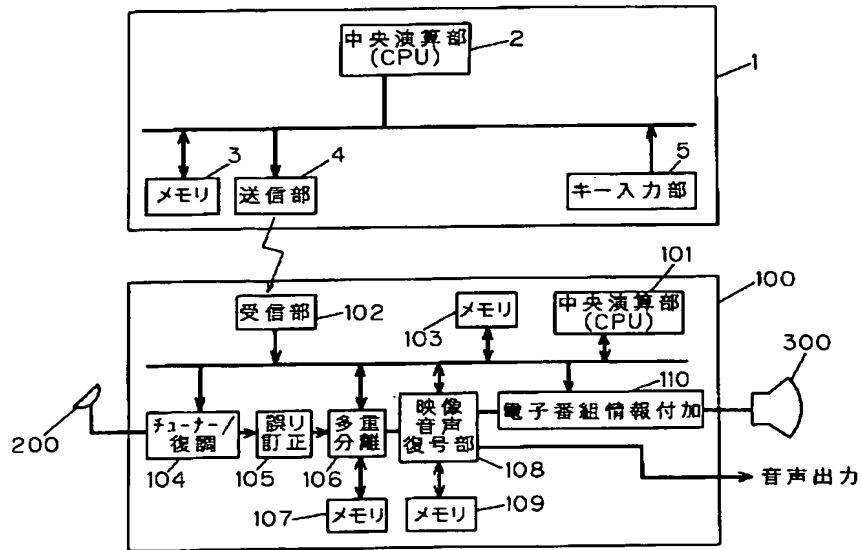 中央演算部
(CPU)
2
1
3
4
5
メモリ
送信部
キー入力部
101
100
受信部
102
メモリ
103
中央演算部
(CPU)
300
110
200
チューナー/
復調
誤り
訂正
多重
分離
映像
音声
復号部
電子番組情報付加
104
105
106
108
音声出力
107
メモリ
メモリ
109